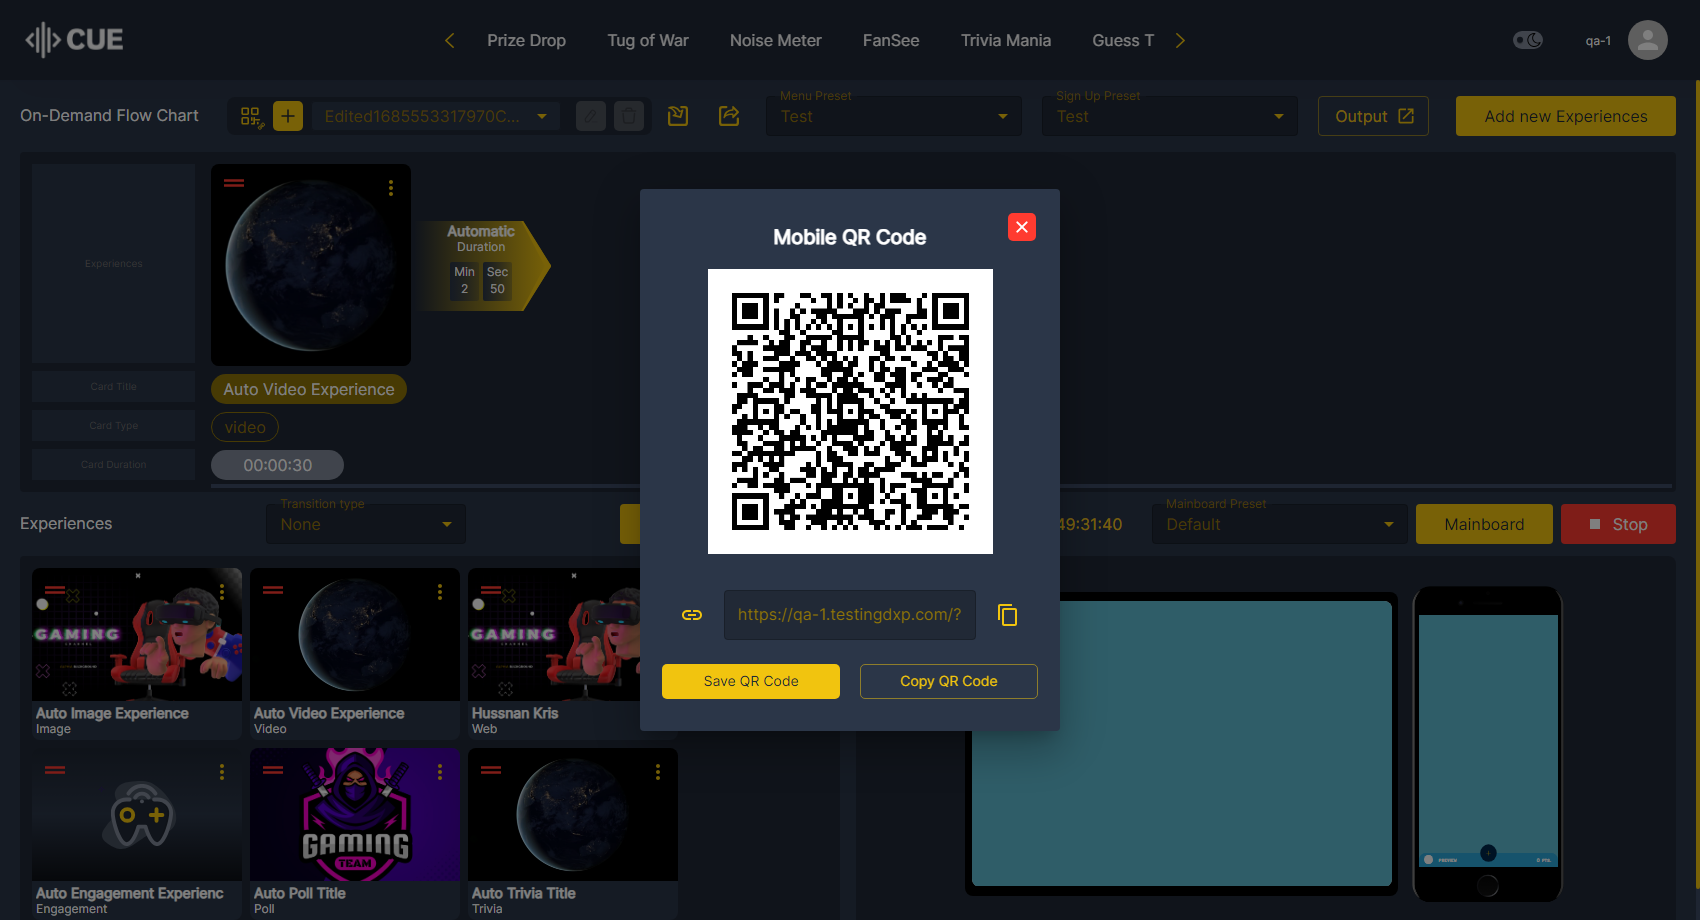 CUE
Prize Drop
Tug of War
Noise Meter
FanSee
Trivia Mania
Guess T
qa-1
On-Demand Flow Chart
Edited1685553317970C...
Menu Preset
Test
Sign Up Preset
Test
Output
Add new Experiences
Experiences
Automatic
Duration
Min
Sec
2
50
Card Title
Auto Video Experience
Card Type
video
Card Duration
00:00:30
Mobile QR Code
https://qa-1.testingdxp.com/?
Save QR Code
Copy QR Code
Experiences
Transition type
None
49:31:40
Mainboard Preset
Default
Mainboard
Stop
GAMING
Auto Image Experience
Image
Auto Video Experience
Video
GAMING
Hussnan Kris
Web
Auto Engagement Experienc
Engagement
GAMING
TEAM
Auto Poll Title
Poll
Auto Trivia Title
Trivia
PREVIEW
0 PTS.